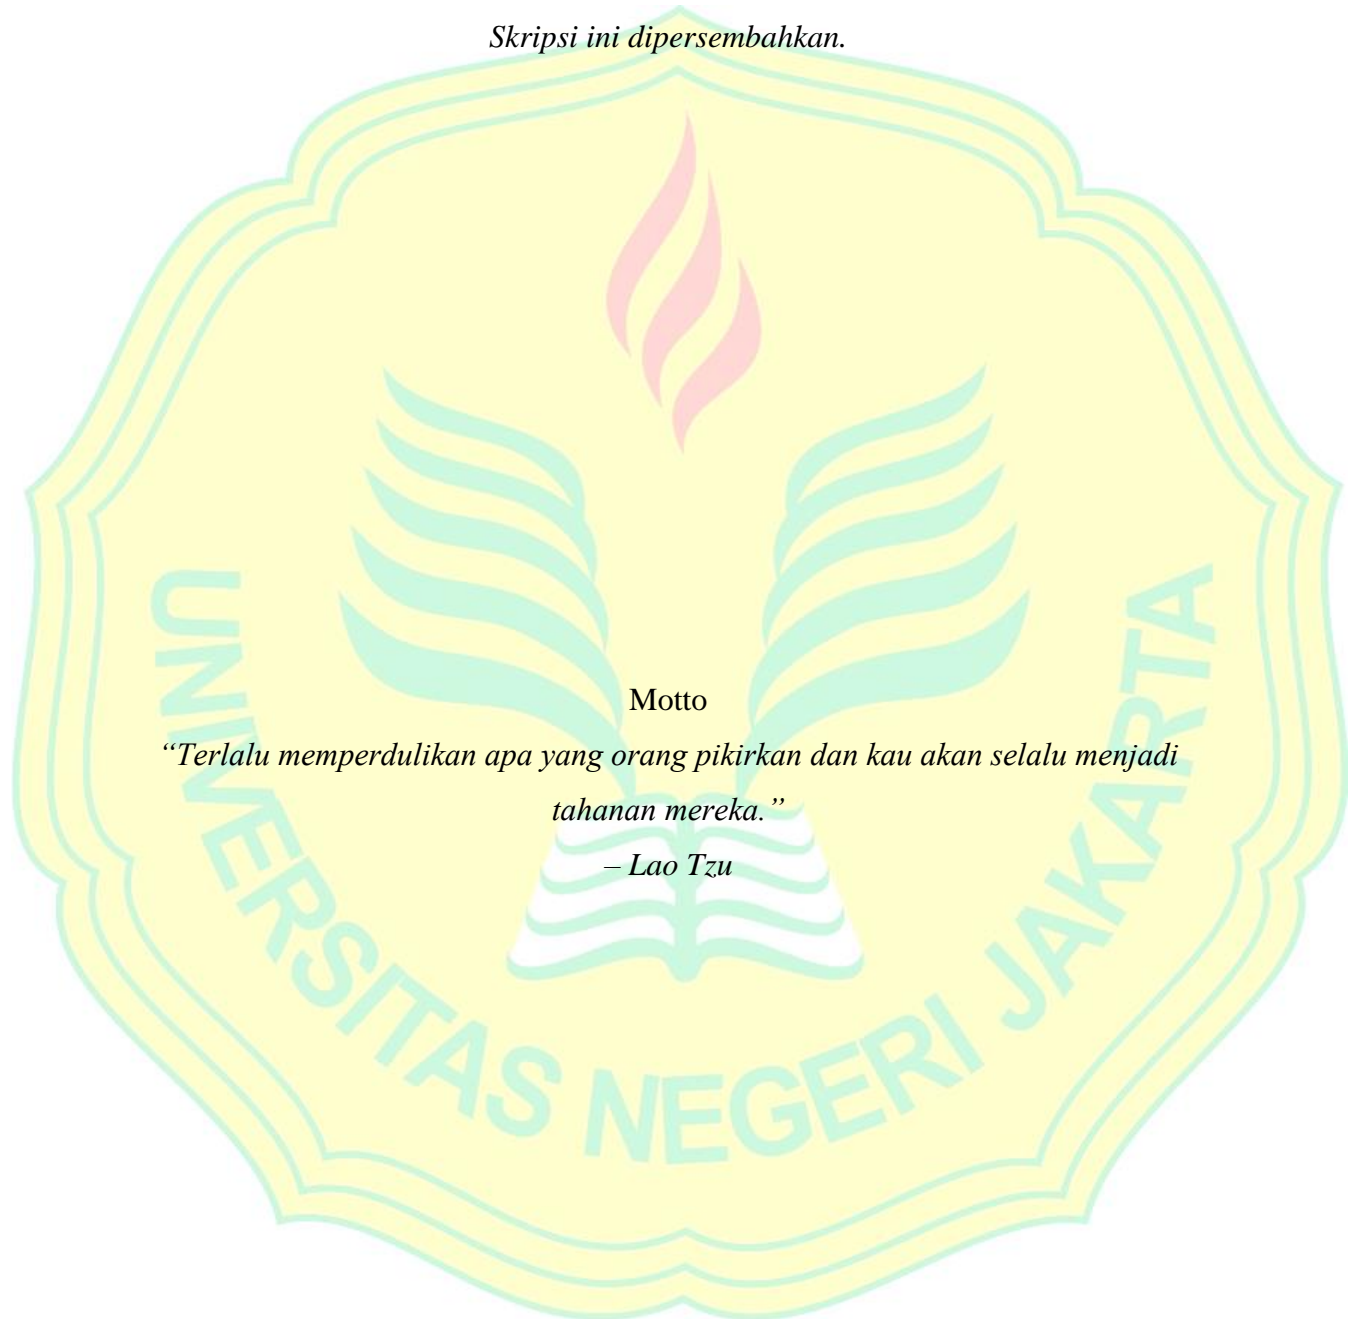 Skripsi ini dipersembahkan.
Motto
“Terlalu memperdulikan apa yang orang pikirkan dan kau akan selalu menjadi
tahanan mereka.”
– Lao Tzu
UNIVERSITAS NEGERI JAKARTA